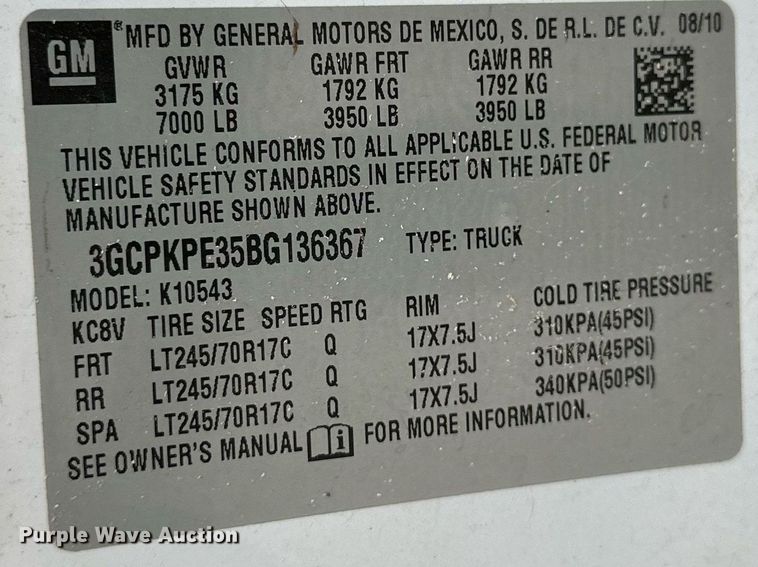 GM ® MFD BY GENERAL MOTORS DE MEXICO, S. DE R.L. DE C.V. 08/10
GVWR GAWR FRT GAWR RR
3175 KG 1792 KG 1792 KG
7000 LB 3950 LB 3950 LB
THIS VEHICLE CONFORMS TO ALL APPLICABLE U.S. FEDERAL MOTOR
VEHICLE SAFETY STANDARDS IN EFFECT ON THE DATE OF
MANUFACTURE SHOWN ABOVE.
3GCPKPE35BG136367 TYPE: TRUCK
MODEL: K10543
KC8V TIRE SIZE SPEED RTG RIM COLD TIRE PRESSURE
FRT LT245/70R17C Q 17X7.5J 310KPA(45PSI)
RR LT245/70R17C Q 17X7.5J 310KPA(45PSI)
SPA LT245/70R17C Q 17X7.5J 340KPA(50PSI)
SEE OWNER'S MANUAL i FOR MORE INFORMATION.
Purple Wave Auction